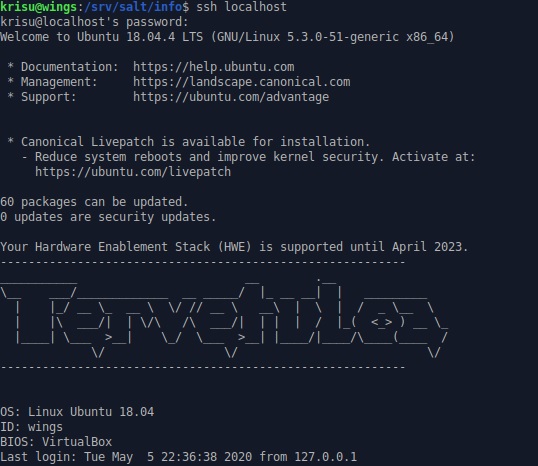 krisu@wings:/srv/salt/info$ ssh localhost
krisu@localhost's password:
Welcome to Ubuntu 18.04.4 LTS (GNU/Linux 5.3.0-51-generic x86_64)
* Documentation: https://help.ubuntu.com
* Management: https://landscape.canonical.com
* Support: https://ubuntu.com/advantage
* Canonical Livepatch is available for installation.
- Reduce system reboots and improve kernel security. Activate at:
https://ubuntu.com/livepatch
60 packages can be updated.
0 updates are security updates.
Your Hardware Enablement Stack (HWE) is supported until April 2023.
Tervetuloa
OS: Linux Ubuntu 18.04
ID: wings
BIOS: VirtualBox
Last login: Tue May  5 22:36:38 2020 from 127.0.0.1